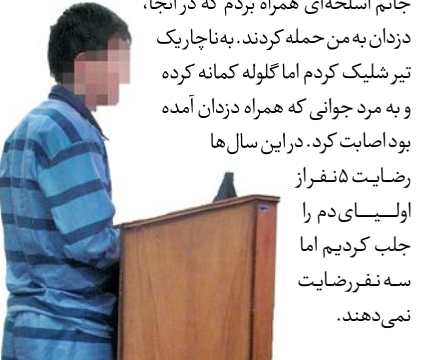 جانم اسلحه‌ای همراه بردم که در آنجا،
دزدان به من حمله کردند. به‌ناچار یک
تیر شلیک کردم اما گلوله کمانه کرده
و به مرد جوانی که همراه دزدان آمده
بود اصابت کرد. در این سال‌ها
رضایت ۵ نفر از
اولیای دم را
جلب کردیم اما
سه نفر رضایت
نمی‌دهند.